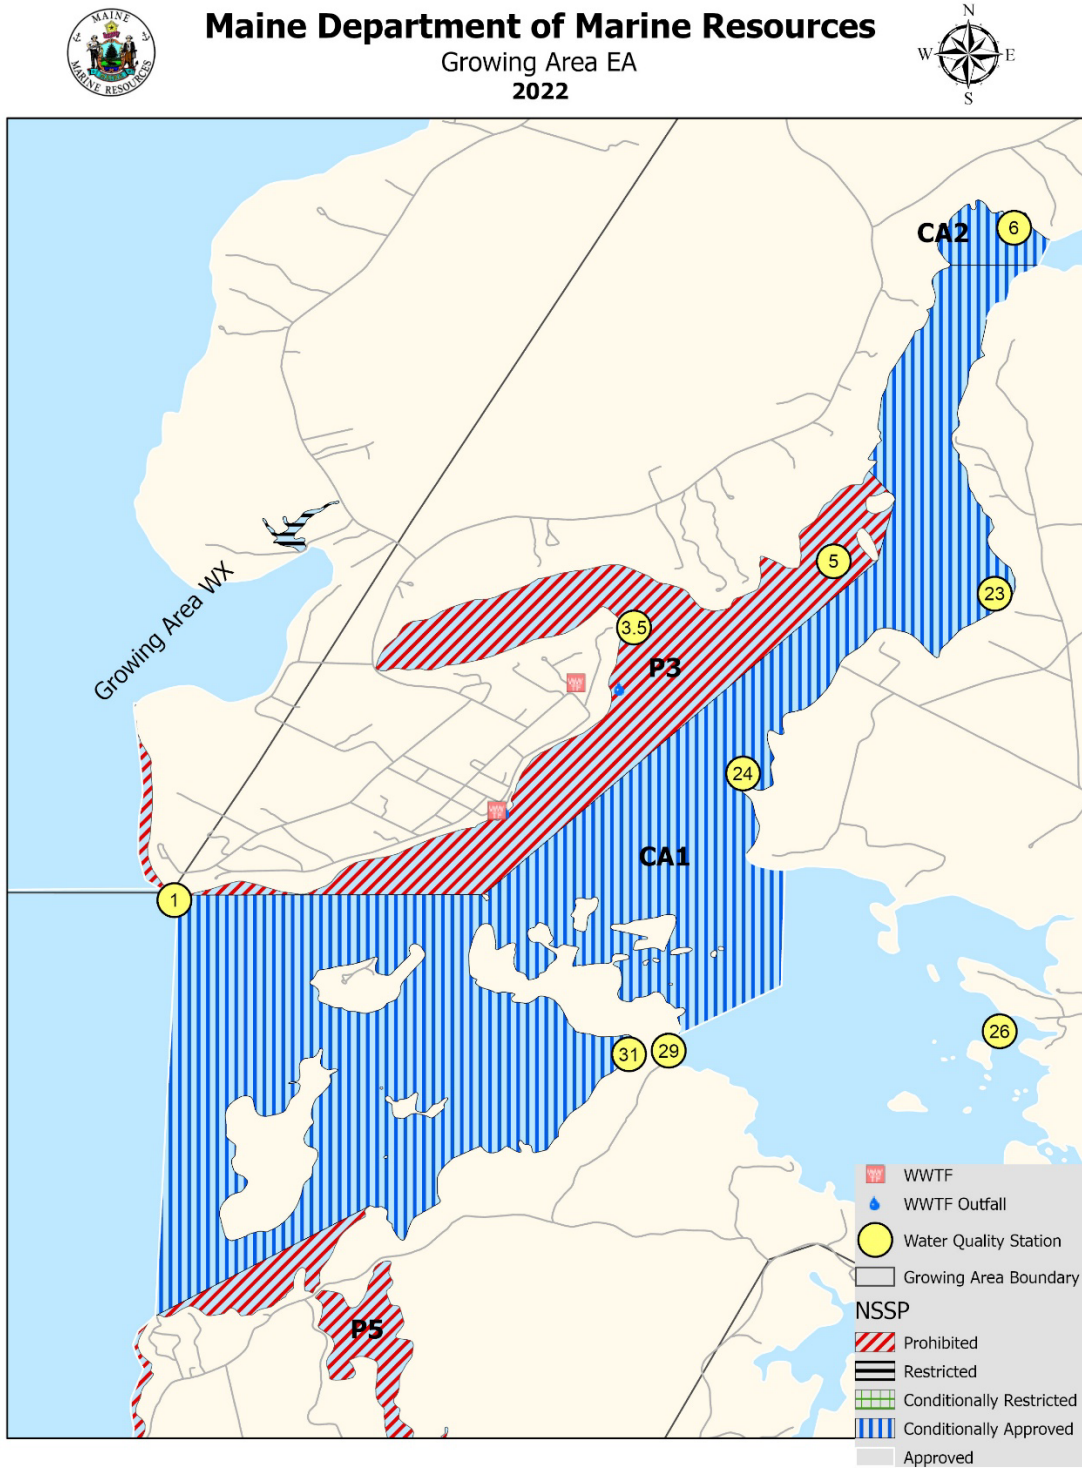 MAINE
MARINE RESOURCES
Maine Department of Marine Resources
Growing Area EA
2022
N
W
E
S
CA2
6
5
23
Growing Area WX
3.5
P3
24
CA1
1
31
29
26
P5
WWTF
WWTF Outfall
Water Quality Station
Growing Area Boundary
NSSP
Prohibited
Restricted
Conditionally Restricted
Conditionally Approved
Approved